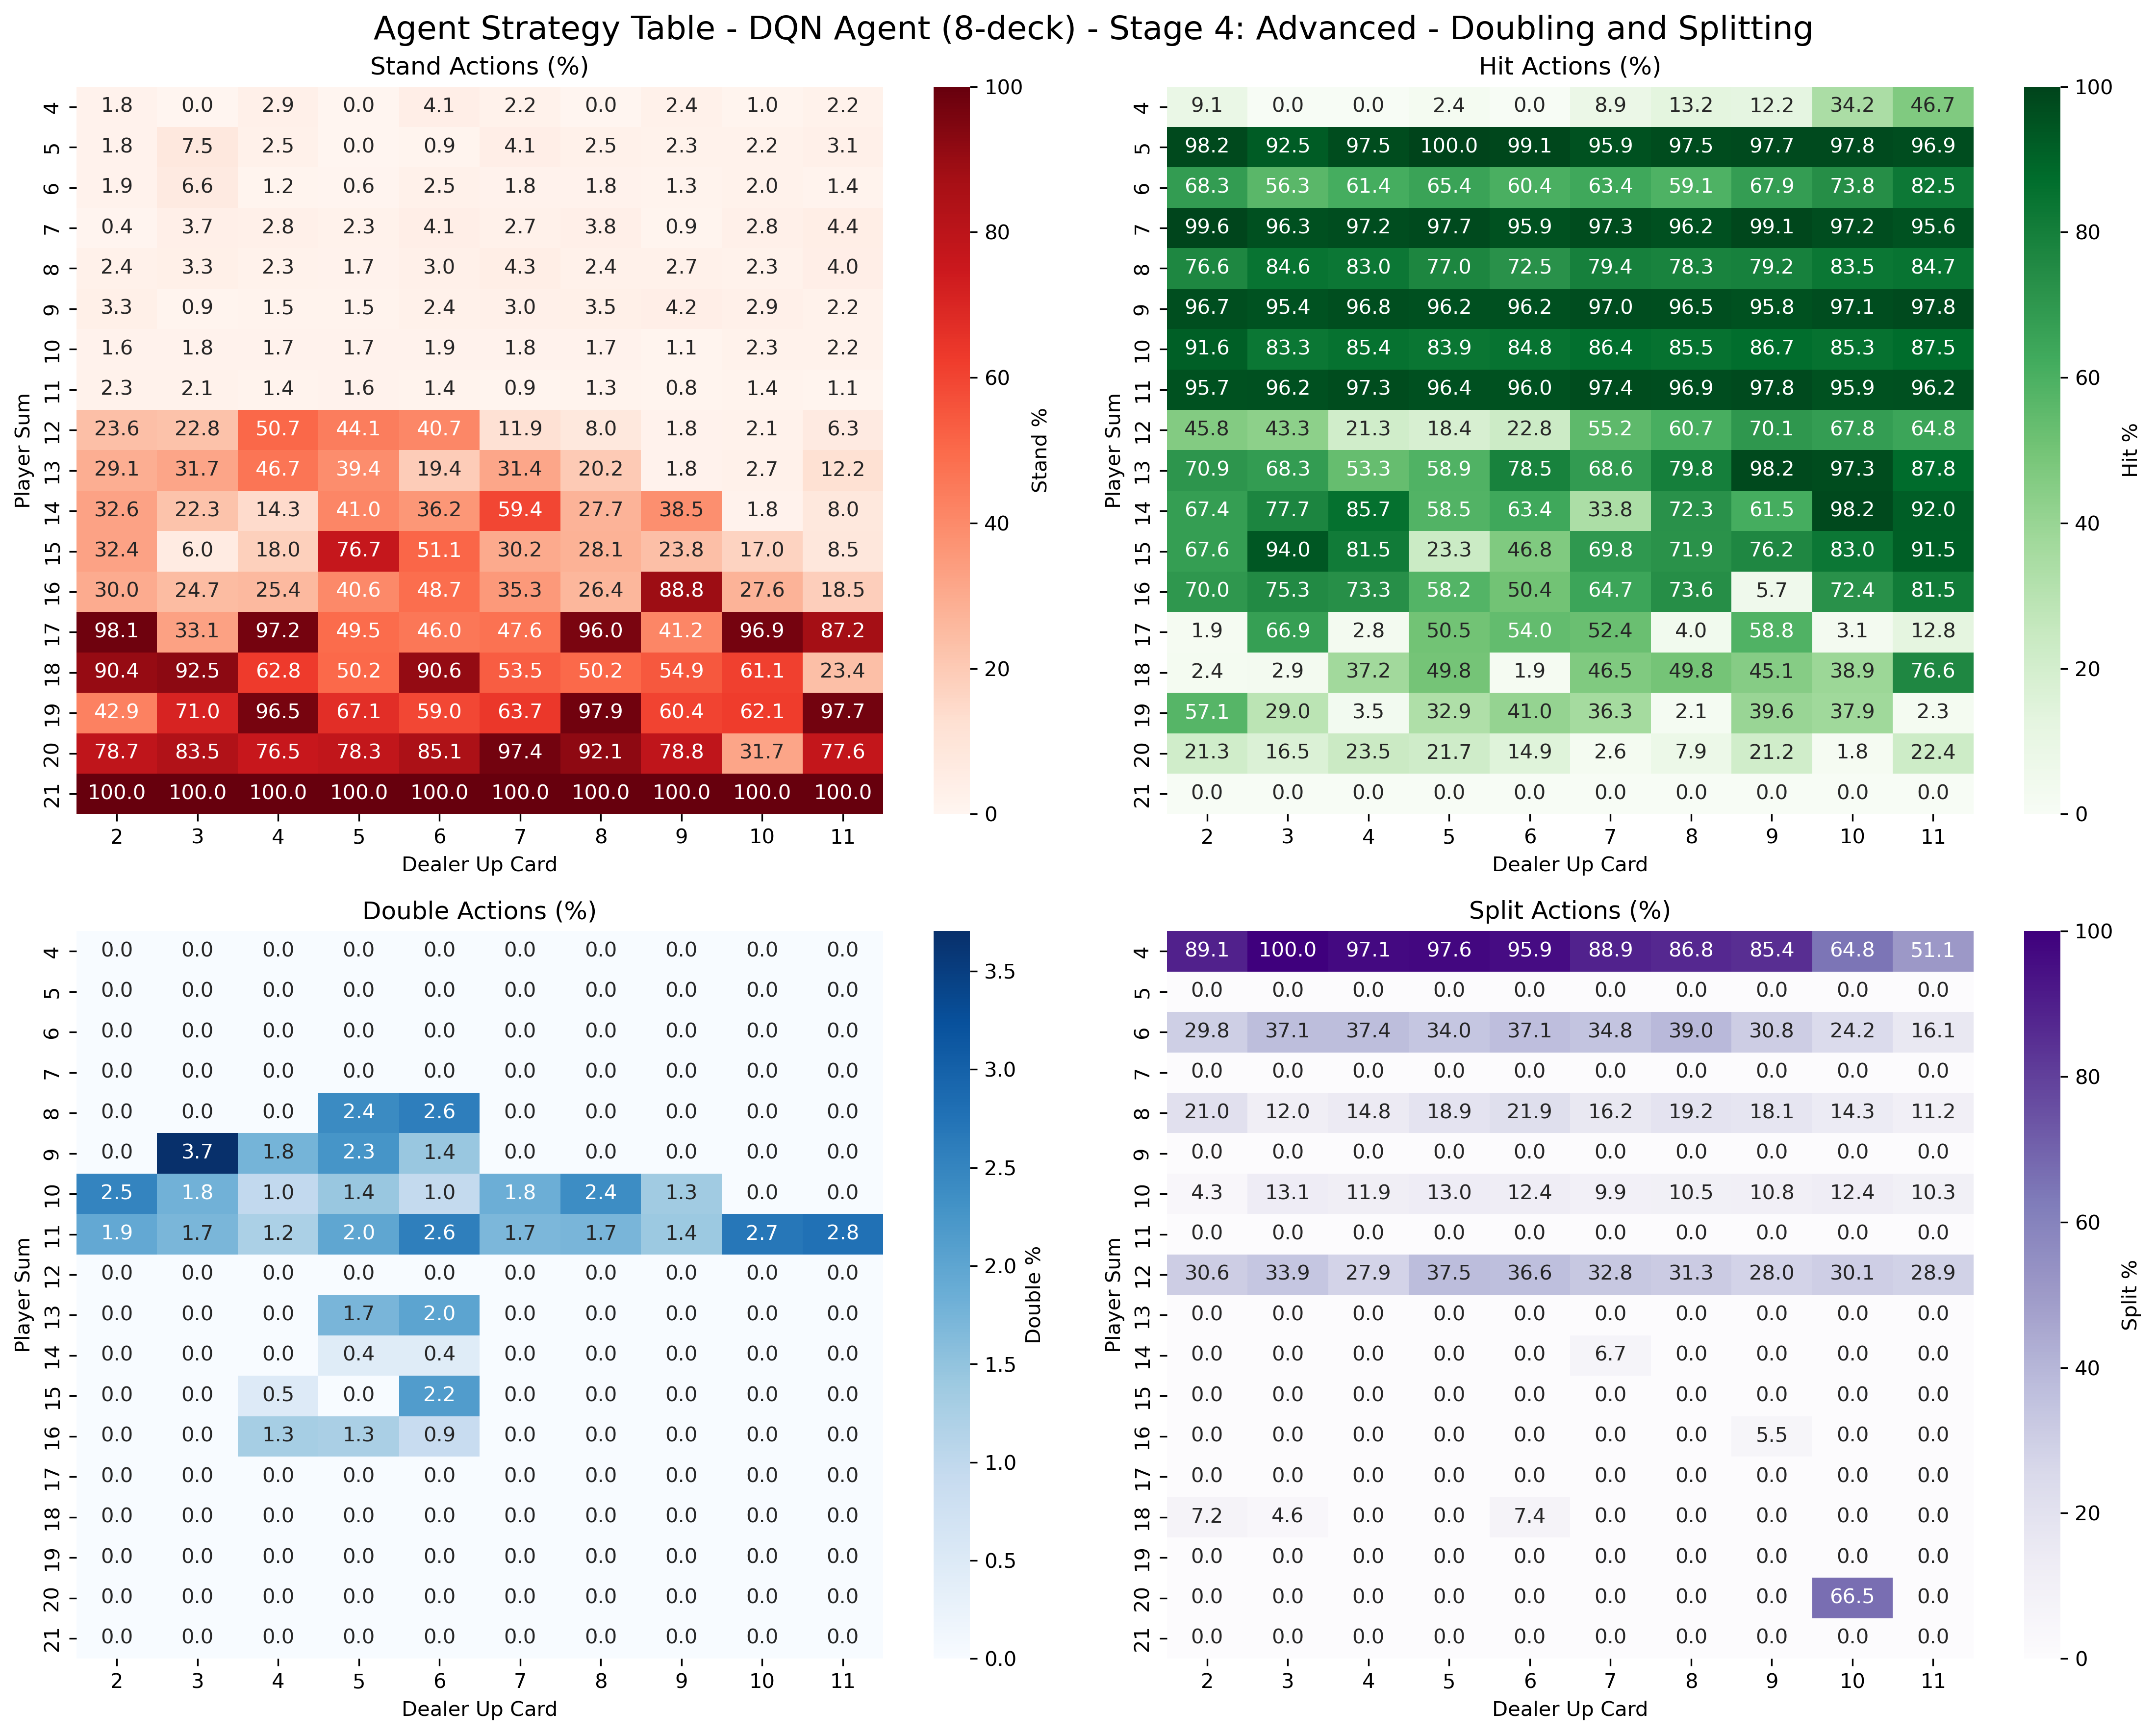 Agent Strategy Table - DQN Agent (8-deck) - Stage 4: Advanced - Doubling and Splitting
Stand Actions (%)
4 1.8 0.0 2.9 0.0 4.1 2.2 0.0 2.4 1.0 2.2
5 1.8 7.5 2.5 0.0 0.9 4.1 2.5 2.3 2.2 3.1
6 1.9 6.6 1.2 0.6 2.5 1.8 1.8 1.3 2.0 1.4
7 0.4 3.7 2.8 2.3 4.1 2.7 3.8 0.9 2.8 4.4
8 2.4 3.3 2.3 1.7 3.0 4.3 2.4 2.7 2.3 4.0
9 3.3 0.9 1.5 1.5 2.4 3.0 3.5 4.2 2.9 2.2
10 1.6 1.8 1.7 1.7 1.9 1.8 1.7 1.1 2.3 2.2
11 2.3 2.1 1.4 1.6 1.4 0.9 1.3 0.8 1.4 1.1
12 23.6 22.8 50.7 44.1 40.7 11.9 8.0 1.8 2.1 6.3
13 29.1 31.7 46.7 39.4 19.4 31.4 20.2 1.8 2.7 12.2
14 32.6 22.3 14.3 41.0 36.2 59.4 27.7 38.5 1.8 8.0
15 32.4 6.0 18.0 76.7 51.1 30.2 28.1 23.8 17.0 8.5
16 30.0 24.7 25.4 40.6 48.7 35.3 26.4 88.8 27.6 18.5
17 98.1 33.1 97.2 49.5 46.0 47.6 96.0 41.2 96.9 87.2
18 90.4 92.5 62.8 50.2 90.6 53.5 50.2 54.9 61.1 23.4
19 42.9 71.0 96.5 67.1 59.0 63.7 97.9 60.4 62.1 97.7
20 78.7 83.5 76.5 78.3 85.1 97.4 92.1 78.8 31.7 77.6
21 100.0 100.0 100.0 100.0 100.0 100.0 100.0 100.0 100.0 100.0
2 3 4 5 6 7 8 9 10 11
Dealer Up Card
Player Sum
100
80
60
40
20
0
Stand %
Hit Actions (%)
4 9.1 0.0 0.0 2.4 0.0 8.9 13.2 12.2 34.2 46.7
5 98.2 92.5 97.5 100.0 99.1 95.9 97.5 97.7 97.8 96.9
6 68.3 56.3 61.4 65.4 60.4 63.4 59.1 67.9 73.8 82.5
7 99.6 96.3 97.2 97.7 95.9 97.3 96.2 99.1 97.2 95.6
8 76.6 84.6 83.0 77.0 72.5 79.4 78.3 79.2 83.5 84.7
9 96.7 95.4 96.8 96.2 96.2 97.0 96.5 95.8 97.1 97.8
10 91.6 83.3 85.4 83.9 84.8 86.4 85.5 86.7 85.3 87.5
11 95.7 96.2 97.3 96.4 96.0 97.4 96.9 97.8 95.9 96.2
12 45.8 43.3 21.3 18.4 22.8 55.2 60.7 70.1 67.8 64.8
13 70.9 68.3 53.3 58.9 78.5 68.6 79.8 98.2 97.3 87.8
14 67.4 77.7 85.7 58.5 63.4 33.8 72.3 61.5 98.2 92.0
15 67.6 94.0 81.5 23.3 46.8 69.8 71.9 76.2 83.0 91.5
16 70.0 75.3 73.3 58.2 50.4 64.7 73.6 5.7 72.4 81.5
17 1.9 66.9 2.8 50.5 54.0 52.4 4.0 58.8 3.1 12.8
18 2.4 2.9 37.2 49.8 1.9 46.5 49.8 45.1 38.9 76.6
19 57.1 29.0 3.5 32.9 41.0 36.3 2.1 39.6 37.9 2.3
20 21.3 16.5 23.5 21.7 14.9 2.6 7.9 21.2 1.8 22.4
21 0.0 0.0 0.0 0.0 0.0 0.0 0.0 0.0 0.0 0.0
2 3 4 5 6 7 8 9 10 11
Dealer Up Card
Player Sum
100
80
60
40
20
0
Hit %
Double Actions (%)
4 0.0 0.0 0.0 0.0 0.0 0.0 0.0 0.0 0.0 0.0
5 0.0 0.0 0.0 0.0 0.0 0.0 0.0 0.0 0.0 0.0
6 0.0 0.0 0.0 0.0 0.0 0.0 0.0 0.0 0.0 0.0
7 0.0 0.0 0.0 0.0 0.0 0.0 0.0 0.0 0.0 0.0
8 0.0 0.0 0.0 2.4 2.6 0.0 0.0 0.0 0.0 0.0
9 0.0 3.7 1.8 2.3 1.4 0.0 0.0 0.0 0.0 0.0
10 2.5 1.8 1.0 1.4 1.0 1.8 2.4 1.3 0.0 0.0
11 1.9 1.7 1.2 2.0 2.6 1.7 1.7 1.4 2.7 2.8
12 0.0 0.0 0.0 0.0 0.0 0.0 0.0 0.0 0.0 0.0
13 0.0 0.0 0.0 1.7 2.0 0.0 0.0 0.0 0.0 0.0
14 0.0 0.0 0.0 0.4 0.4 0.0 0.0 0.0 0.0 0.0
15 0.0 0.0 0.5 0.0 2.2 0.0 0.0 0.0 0.0 0.0
16 0.0 0.0 1.3 1.3 0.9 0.0 0.0 0.0 0.0 0.0
17 0.0 0.0 0.0 0.0 0.0 0.0 0.0 0.0 0.0 0.0
18 0.0 0.0 0.0 0.0 0.0 0.0 0.0 0.0 0.0 0.0
19 0.0 0.0 0.0 0.0 0.0 0.0 0.0 0.0 0.0 0.0
20 0.0 0.0 0.0 0.0 0.0 0.0 0.0 0.0 0.0 0.0
21 0.0 0.0 0.0 0.0 0.0 0.0 0.0 0.0 0.0 0.0
2 3 4 5 6 7 8 9 10 11
Dealer Up Card
Player Sum
3.5
3.0
2.5
2.0
1.5
1.0
0.5
0.0
Double %
Split Actions (%)
4 89.1 100.0 97.1 97.6 95.9 88.9 86.8 85.4 64.8 51.1
5 0.0 0.0 0.0 0.0 0.0 0.0 0.0 0.0 0.0 0.0
6 29.8 37.1 37.4 34.0 37.1 34.8 39.0 30.8 24.2 16.1
7 0.0 0.0 0.0 0.0 0.0 0.0 0.0 0.0 0.0 0.0
8 21.0 12.0 14.8 18.9 21.9 16.2 19.2 18.1 14.3 11.2
9 0.0 0.0 0.0 0.0 0.0 0.0 0.0 0.0 0.0 0.0
10 4.3 13.1 11.9 13.0 12.4 9.9 10.5 10.8 12.4 10.3
11 0.0 0.0 0.0 0.0 0.0 0.0 0.0 0.0 0.0 0.0
12 30.6 33.9 27.9 37.5 36.6 32.8 31.3 28.0 30.1 28.9
13 0.0 0.0 0.0 0.0 0.0 0.0 0.0 0.0 0.0 0.0
14 0.0 0.0 0.0 0.0 0.0 6.7 0.0 0.0 0.0 0.0
15 0.0 0.0 0.0 0.0 0.0 0.0 0.0 0.0 0.0 0.0
16 0.0 0.0 0.0 0.0 0.0 0.0 0.0 5.5 0.0 0.0
17 0.0 0.0 0.0 0.0 0.0 0.0 0.0 0.0 0.0 0.0
18 7.2 4.6 0.0 0.0 7.4 0.0 0.0 0.0 0.0 0.0
19 0.0 0.0 0.0 0.0 0.0 0.0 0.0 0.0 0.0 0.0
20 0.0 0.0 0.0 0.0 0.0 0.0 0.0 0.0 66.5 0.0
21 0.0 0.0 0.0 0.0 0.0 0.0 0.0 0.0 0.0 0.0
2 3 4 5 6 7 8 9 10 11
Dealer Up Card
Player Sum
100
80
60
40
20
0
Split %